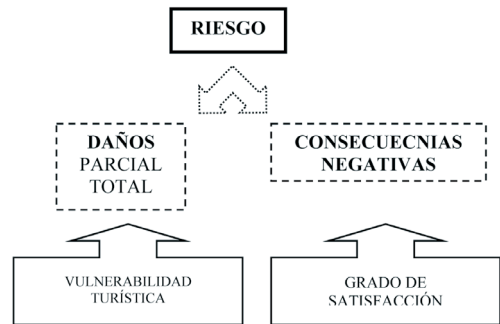 RIESGO
DAÑOS
PARCIAL
TOTAL
CONSECUECNIAS
NEGATIVAS
VULNERABILIDAD
TURÍSTICA
GRADO DE
SATISFACCIÓN